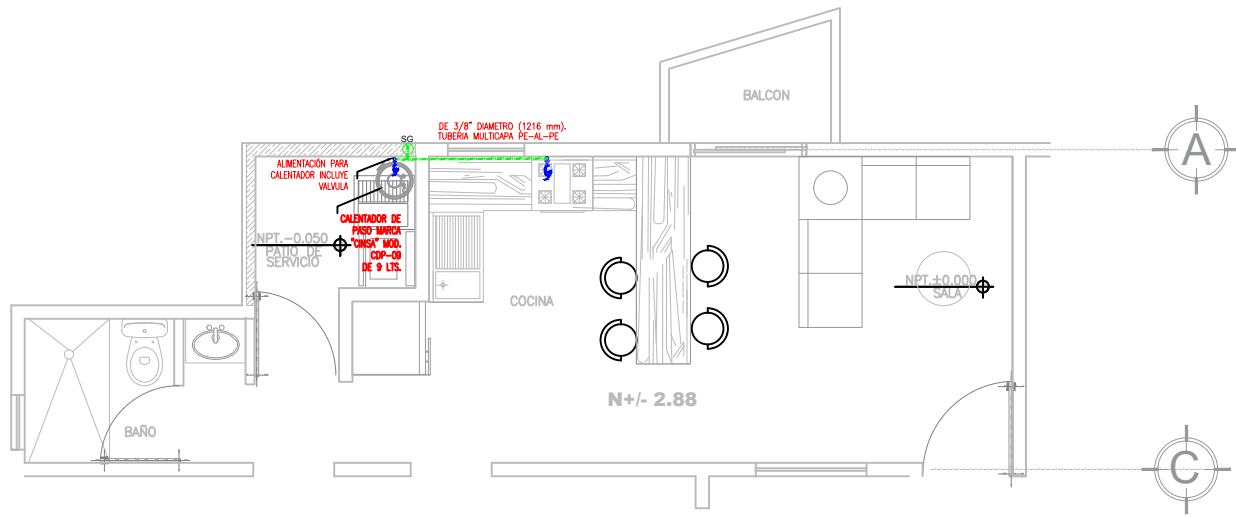 BALCON
DE 3/8" DIAMETRO (1216 mm).
TUBERIA MULTICAPA PE-AL-PE
SG
A
ALIMENTACIÓN PARA
CALENTADOR INCLUYE
VALVULA
CALENTADOR DE
PASO MARCA
"CINSA" MOD.
CDP-09
DE 9 LTS.
NPT.-0.050
PATIO DE
SERVICIO
COCINA
NPT.±0.000
SALA
N+/- 2.88
BAÑO
C